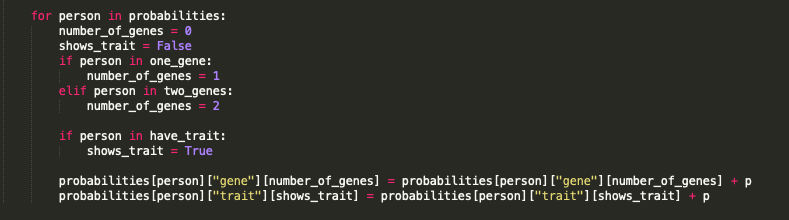 for person in probabilities:
    number_of_genes = 0
    shows_trait = False
    if person in one_gene:
        number_of_genes = 1
    elif person in two_genes:
        number_of_genes = 2

    if person in have_trait:
        shows_trait = True

    probabilities[person]["gene"][number_of_genes] = probabilities[person]["gene"][number_of_genes] + p
    probabilities[person]["trait"][shows_trait] = probabilities[person]["trait"][shows_trait] + p